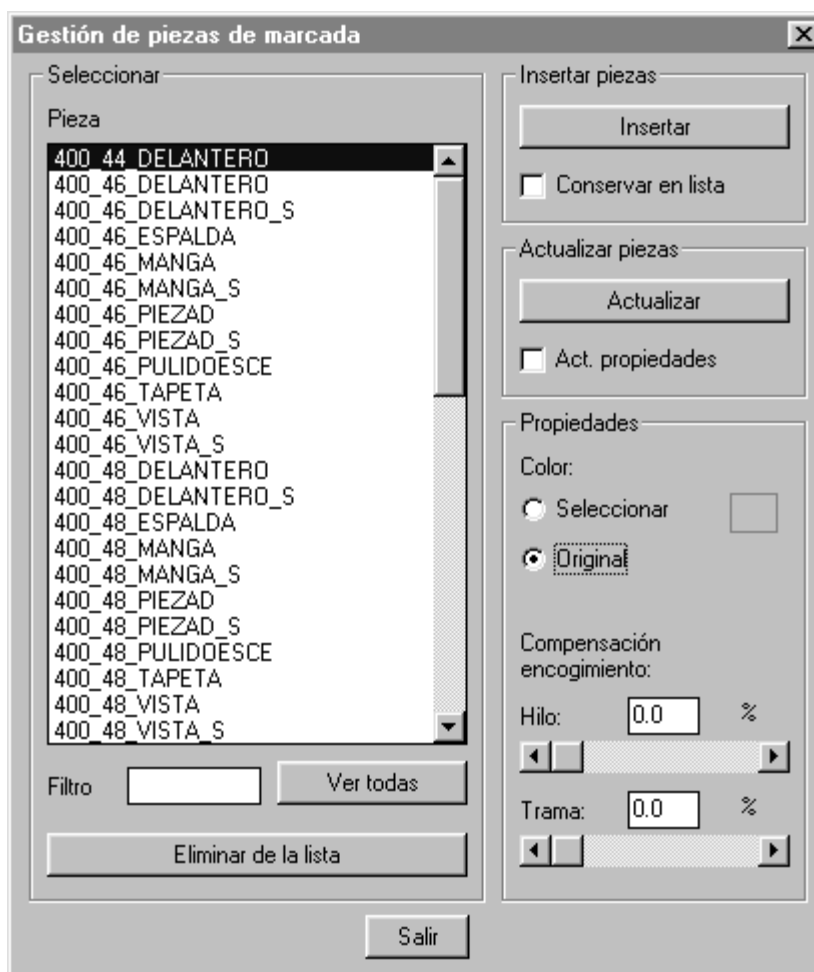 Gestión de piezas de marcada
Seleccionar
Pieza
400_44_DELANTERO
400_46_DELANTERO
400_46_DELANTERO_S
400_46_ESPALDA
400_46_MANGA
400_46_MANGA_S
400_46_PIEZAD
400_46_PIEZAD_S
400_46_PULIDOESCE
400_46_TAPETA
400_46_VISTA
400_46_VISTA_S
400_48_DELANTERO
400_48_DELANTERO_S
400_48_ESPALDA
400_48_MANGA
400_48_MANGA_S
400_48_PIEZAD
400_48_PIEZAD_S
400_48_PULIDOESCE
400_48_TAPETA
400_48_VISTA
400_48_VISTA_S
Filtro
Ver todas
Eliminar de la lista
Insertar piezas
Insertar
Conservar en lista
Actualizar piezas
Actualizar
Act. propiedades
Propiedades
Color:
Seleccionar
Original
Compensación
encogimiento:
Hilo: 0.0 %
Trama: 0.0 %
Salir